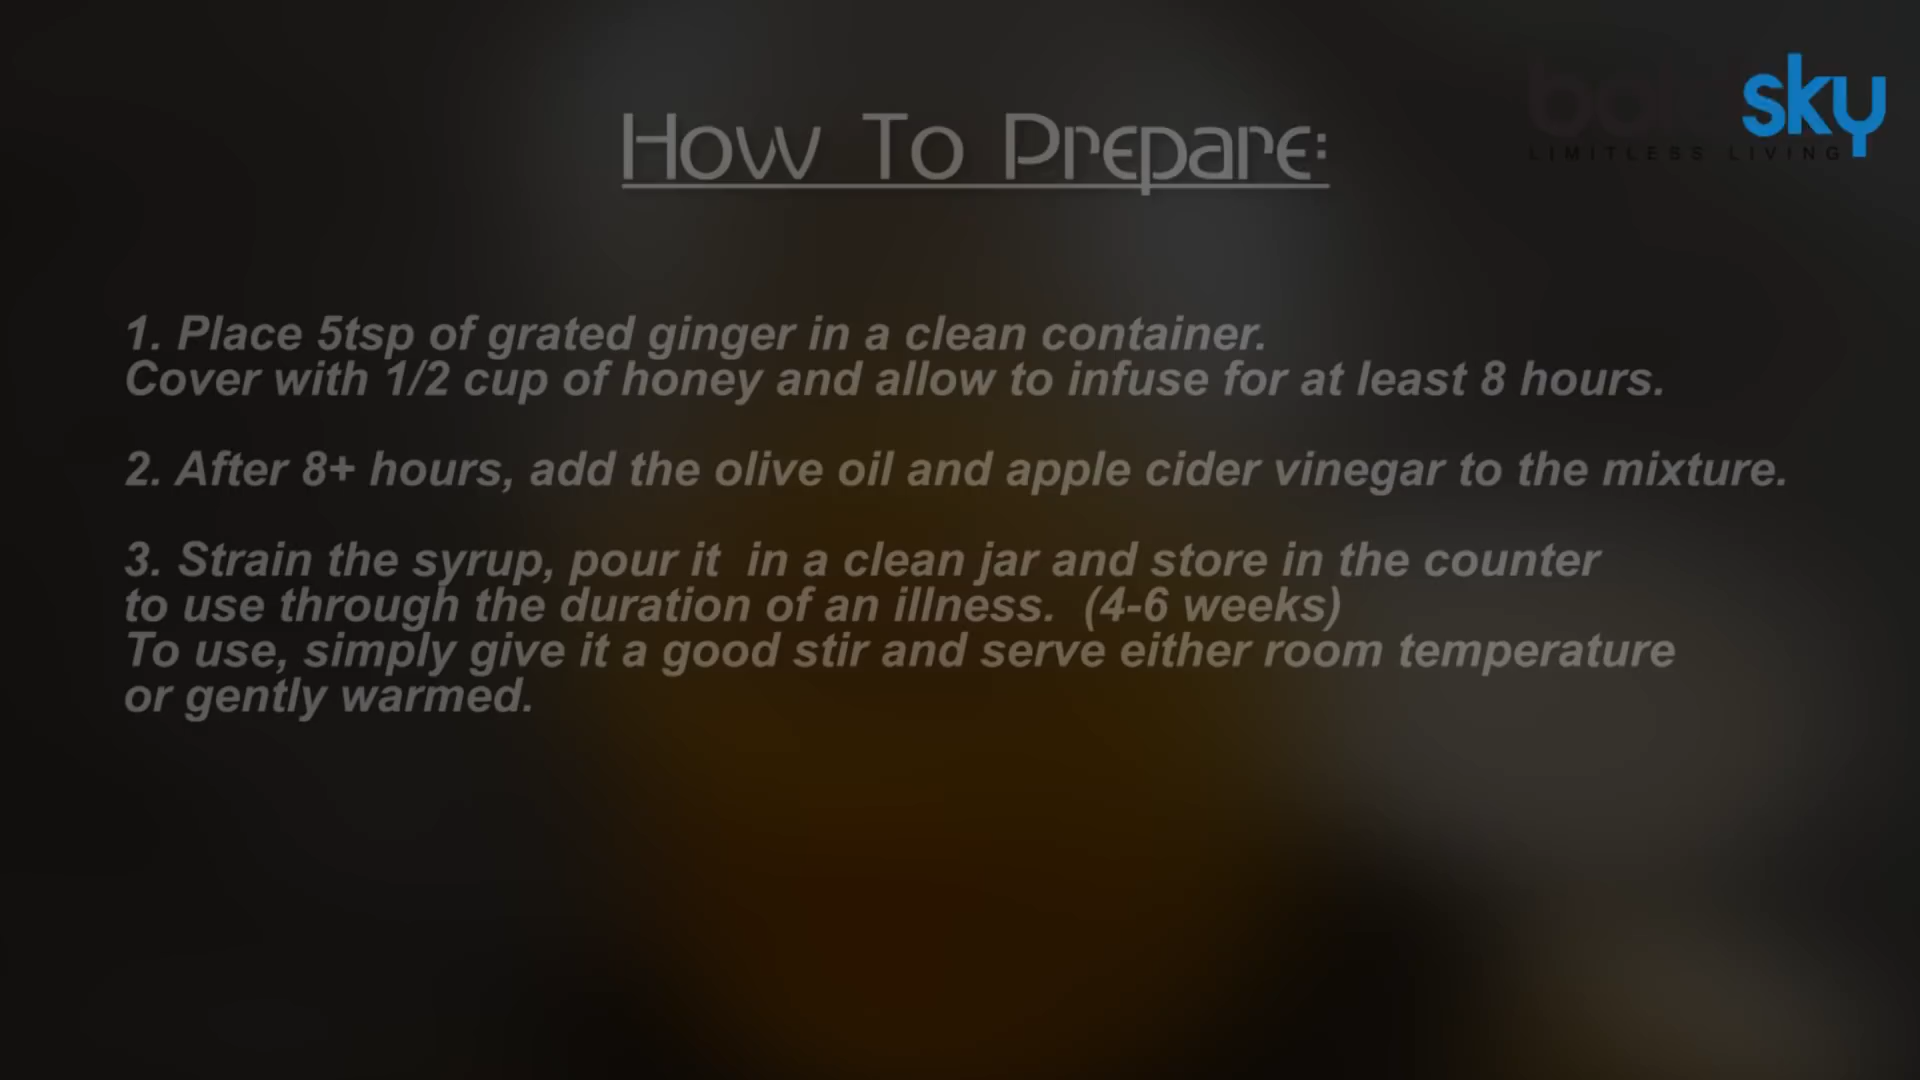 boldsky
LIMITLESS LIVING
How To Prepare:
1. Place 5tsp of grated ginger in a clean container.
Cover with 1/2 cup of honey and allow to infuse for at least 8 hours.
2. After 8+ hours, add the olive oil and apple cider vinegar to the mixture.
3. Strain the syrup, pour it  in a clean jar and store in the counter
to use through the duration of an illness.  (4-6 weeks)
To use, simply give it a good stir and serve either room temperature
or gently warmed.